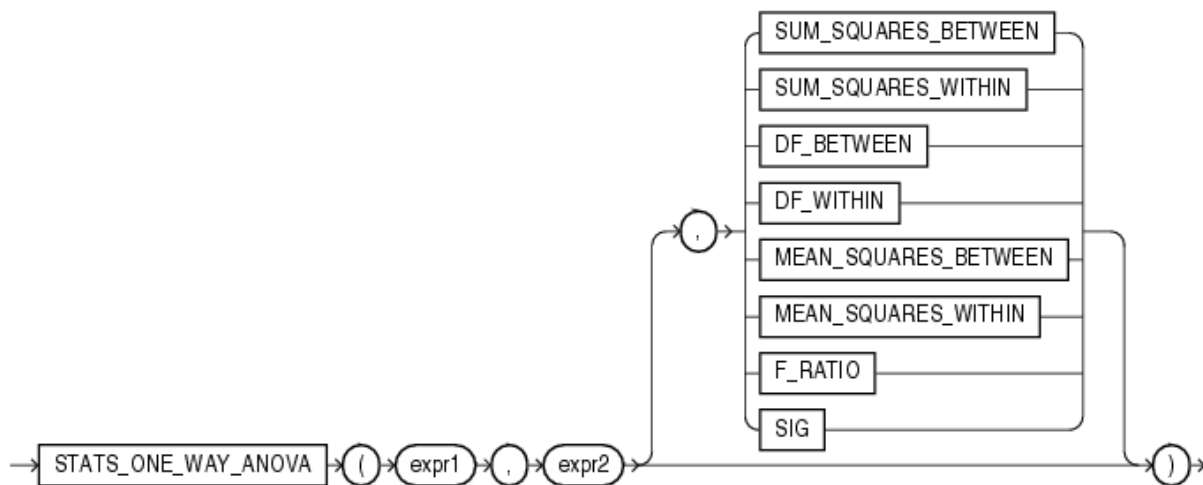 SUM_SQUARES_BETWEEN
SUM_SQUARES_WITHIN
DF_BETWEEN
DF_WITHIN
,
MEAN_SQUARES_BETWEEN
MEAN_SQUARES_WITHIN
F_RATIO
SIG
STATS_ONE_WAY_ANOVA ( expr1 , expr2 )